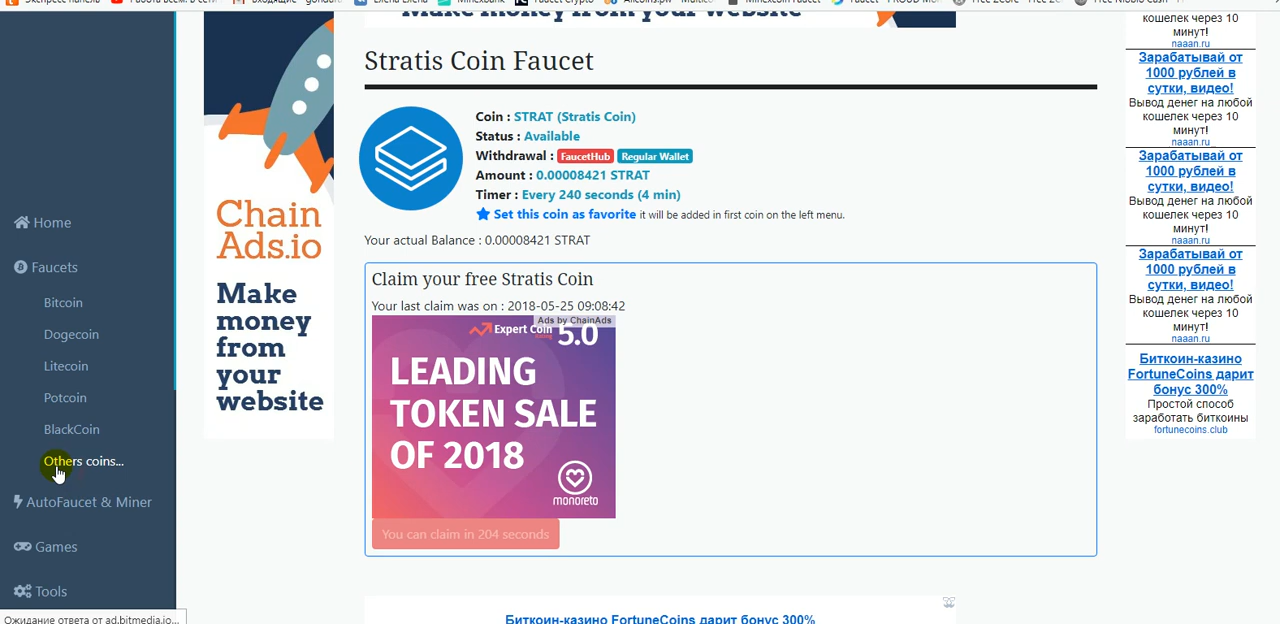 Make money from your website
Stratis Coin Faucet
Coin : STRAT (Stratis Coin)
Status : Available
Withdrawal : FaucetHub Regular Wallet
Amount : 0.00008421 STRAT
Timer : Every 240 seconds (4 min)
Set this coin as favorite it will be added in first coin on the left menu.
Your actual Balance : 0.00008421 STRAT
Claim your free Stratis Coin
Your last claim was on : 2018-05-25 09:08:42
Ads by ChainAds
Expert Coin
5.0
LEADING
TOKEN SALE
OF 2018
monoreto
You can claim in 204 seconds
Биткоин-казино FortuneCoins дарит бонус 300%
Home
Faucets
Bitcoin
Dogecoin
Litecoin
Potcoin
BlackCoin
Others coins...
AutoFaucet & Miner
Games
Tools
Ожидание ответа от ad.bitmedia.io...
Chain
Ads.io
Make
money
from
your
website
кошелек через 10
минут!
naaan.ru
Зарабатывай от
1000 рублей в
сутки, видео!
Вывод денег на любой
кошелек через 10
минут!
naaan.ru
Зарабатывай от
1000 рублей в
сутки, видео!
Вывод денег на любой
кошелек через 10
минут!
naaan.ru
Зарабатывай от
1000 рублей в
сутки, видео!
Вывод денег на любой
кошелек через 10
минут!
naaan.ru
Биткоин-казино
FortuneCoins дарит
бонус 300%
Простой способ
заработать биткоины
fortunecoins.club